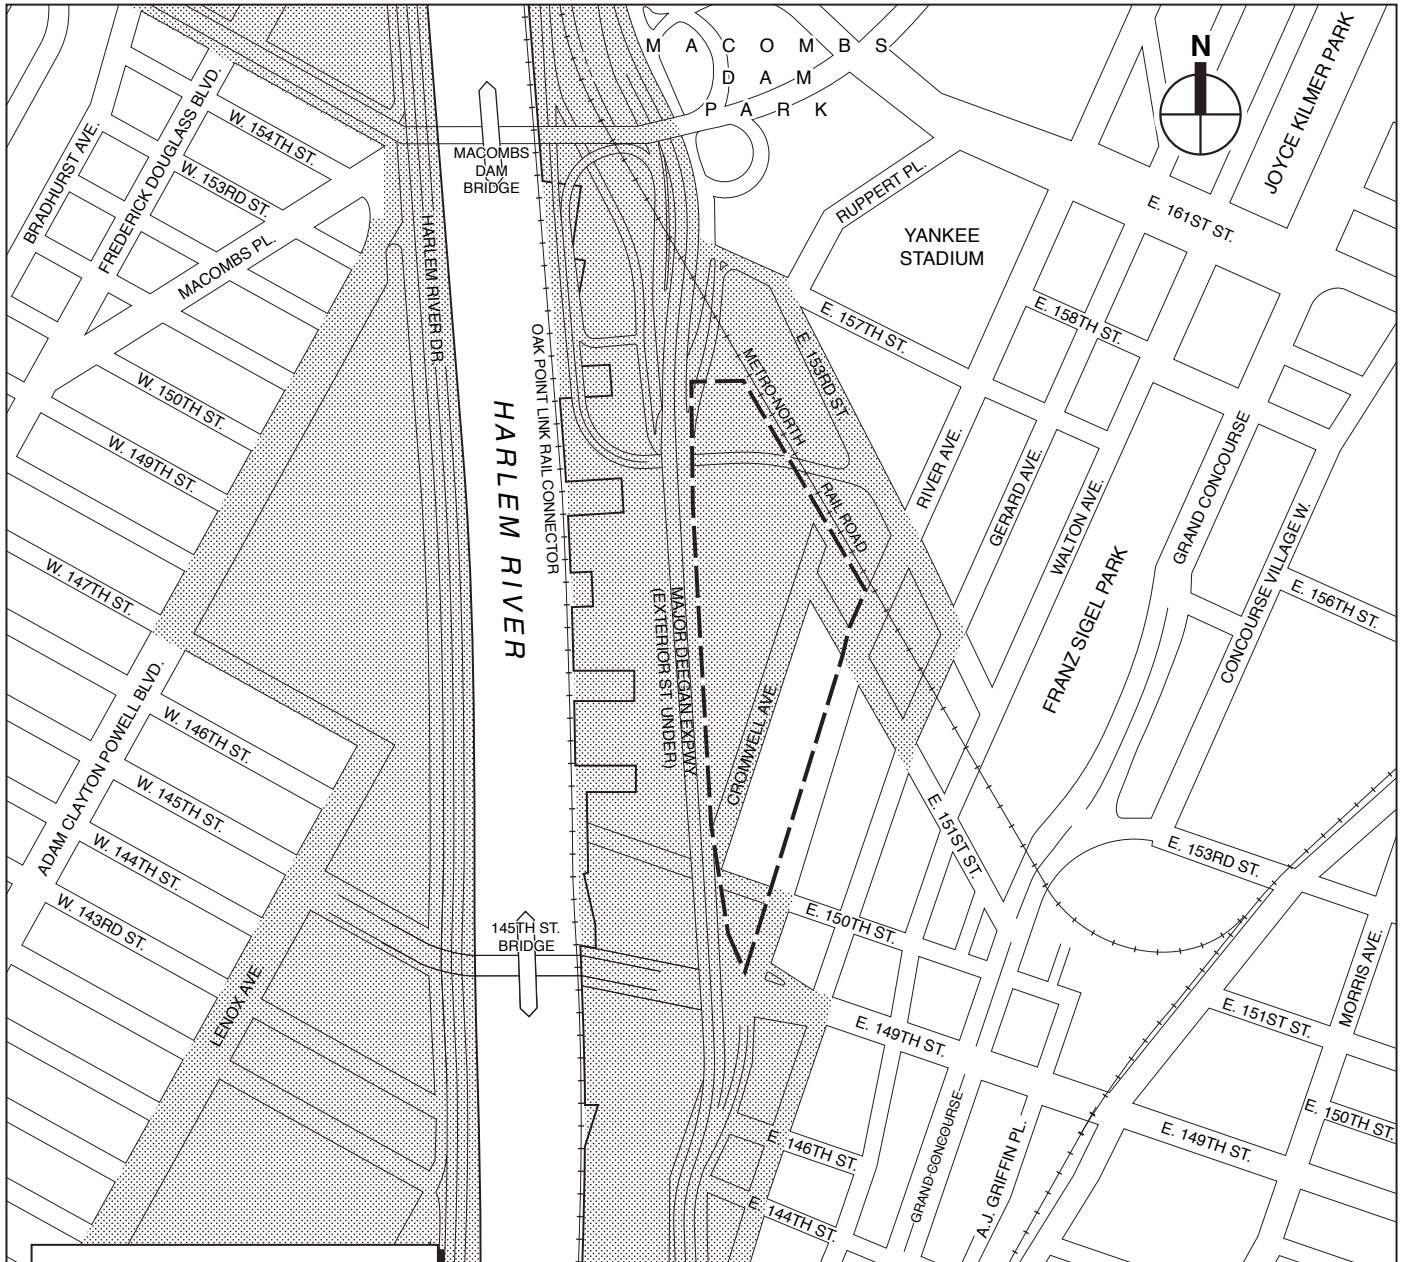 M A C O M B S
D A M
P A R K
N
JOYCE KILMER PARK
BRADHURST AVE.
FREDERICK DOUGLASS BLVD.
W. 154TH ST.
W. 153RD ST.
MACOMBS PL.
MACOMBS
DAM
BRIDGE
HARLEM RIVER DR.
RUPPERT PL.
YANKEE
STADIUM
E. 161ST ST.
E. 158TH ST.
E. 157TH ST.
E. 153RD ST.
METRO-NORTH
RAILROAD
OAK POINT LINK RAIL CONNECTOR
HARLEM RIVER
W. 150TH ST.
W. 149TH ST.
W. 147TH ST.
RIVER AVE.
GERARD AVE.
WALTON AVE.
FRANZ SIGEL PARK
GRAND CONCOURSE
CONCOURSE VILLAGE W.
E. 156TH ST.
MAJOR DEEGAN EXPWY
(EXTERIOR ST. UNDER)
CROMWELL AVE.
ADAM CLAYTON POWELL BLVD.
W. 146TH ST.
W. 145TH ST.
W. 144TH ST.
W. 143RD ST.
LENOX AVE.
145TH ST.
BRIDGE
E. 151ST ST.
E. 153RD ST.
E. 150TH ST.
E. 149TH ST.
MORRIS AVE.
E. 151ST ST.
E. 150TH ST.
E. 149TH ST.
E. 146TH ST.
E. 144TH ST.
GRAND CONCOURSE
A.J. GRIFFIN PL.